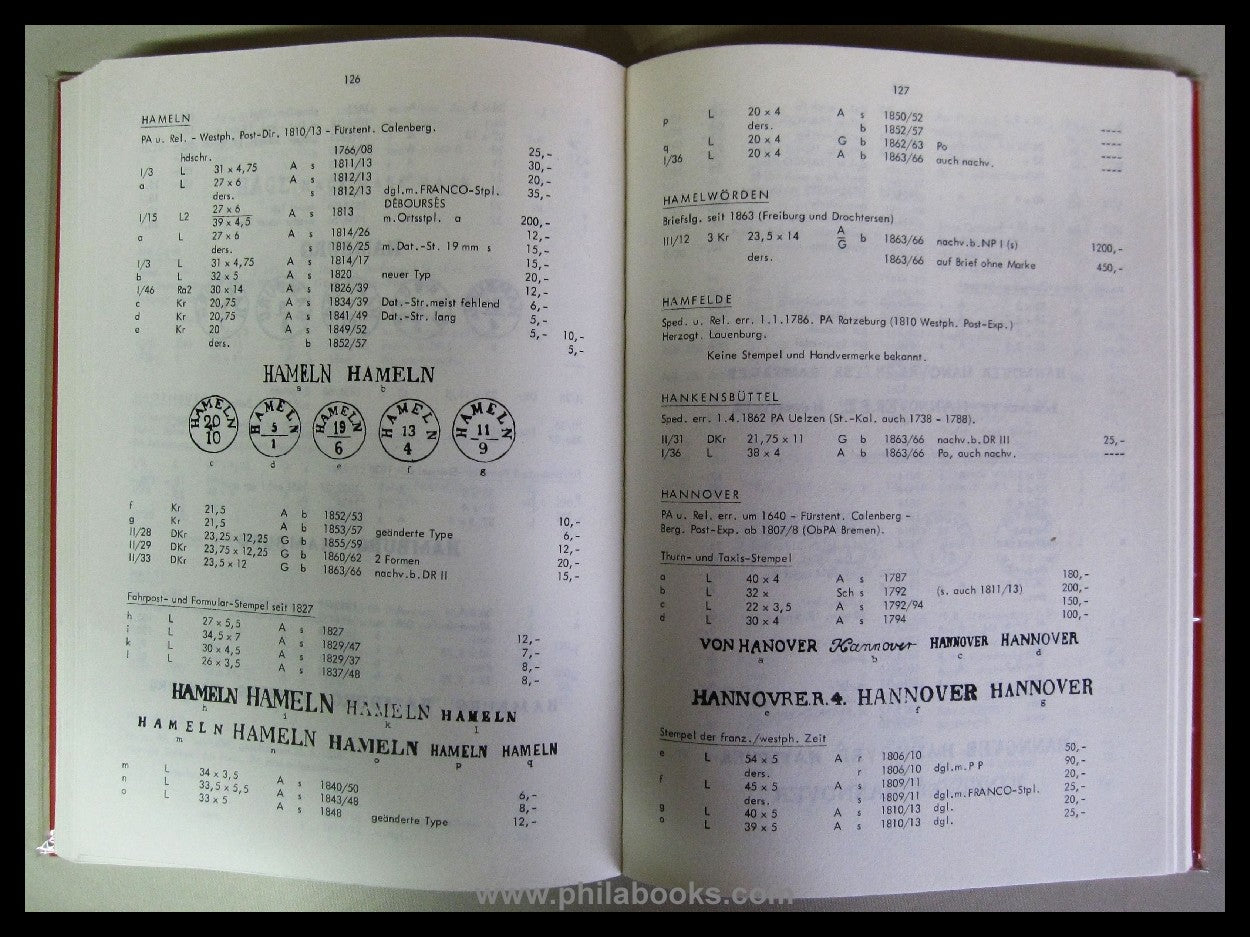 126
HAMELN
PA u. Rel. - Westph. Post-Dir. 1810/13 - Fürstent. Calenberg.
hdschr. 1766/08 25,-
I/3 L 31 x 4,75 A s 1811/13 30,-
a L 27 x 6 A s 1812/13 20,-
ders. s 1812/13 dgl.m.FRANCO-Stpl. 35,-
DÉBOURSÉS
I/15 L2 27 x 6 A s 1813 m.Ortsstpl. a 200,-
39 x 4,5
a L 27 x 6 A s 1814/26 12,-
ders. s 1816/25 m.Dat.-St. 19 mm s 15,-
I/3 L 31 x 4,75 A s 1814/17 15,-
b L 32 x 5 A s 1820 neuer Typ 20,-
I/46 Ra2 30 x 14 A s 1826/39 12,-
c Kr 20,75 A s 1834/39 Dat.-Str.meist fehlend 6,-
d Kr 20,75 A s 1841/49 Dat.-Str. lang 5,-
e Kr 20 A s 1849/52 5,- 10,-
ders. b 1852/57 5,-
HAMELN HAMELN
a b
HAMELN 20 10 HAMELN 5 1 HAMELN 19 6 HAMELN 13 4 HAMELN 11 9
c d e f g
f Kr 21,5 A b 1852/53 10,-
g Kr 21,5 A b 1853/57 geänderte Type 6,-
II/28 DKr 23,25 x 12,25 G b 1855/59 12,-
II/29 DKr 23,75 x 12,25 G b 1860/62 2 Formen 20,-
II/33 DKr 23,5 x 12 G b 1863/66 nachv.b.DR II 15,-
Fahrpost- und Formular-Stempel seit 1827
h L 27 x 5,5 A s 1827 12,-
i L 34,5 x 7 A s 1829/47 7,-
k L 30 x 4,5 A s 1829/37 8,-
l L 26 x 3,5 A s 1837/48 8,-
HAMELN HAMELN HAMELN HAMELN
h i k l
HAMELN HAMELN HAMELN HAMELN HAMELN
m n o p q
m L 34 x 3,5 A s 1840/50 6,-
n L 33,5 x 5,5 A s 1843/48 8,-
o L 33 x 5 A s 1848 geänderte Type 12,-
127
p L 20 x 4 A s 1850/52 ----
ders. b 1852/57
q L 20 x 4 G b 1862/63 Po
I/36 L 20 x 4 A b 1863/66 auch nachv. ----
HAMELWÖRDEN
Briefslg. seit 1863 (Freiburg und Drochtersen)
III/12 3 Kr 23,5 x 14 A/G b 1863/66 nachv.b.NP I (s) 1200,-
ders. 1863/66 auf Brief ohne Marke 450,-
HAMFELDE
Sped. u. Rel. err. 1.1.1786. PA Ratzeburg (1810 Westph. Post-Exp.)
Herzogt. Lauenburg.
Keine Stempel und Handvermerke bekannt.
HANKENSBÜTTEL
Sped. err. 1.4.1862 PA Uelzen (St.-Kal. auch 1738 - 1788).
II/31 DKr 21,75 x 11 G b 1863/66 nachv.b.DR III 25,-
I/36 L 38 x 4 A b 1863/66 Po, auch nachv. ----
HANNOVER
PA u. Rel. err. um 1640 - Fürstent. Calenberg -
Berg. Post-Exp. ab 1807/8 (ObPA Bremen).
Thurn- und Taxis-Stempel
a L 40 x 4 A s 1787 180,-
b L 32 x Sch s 1792 (s. auch 1811/13) 200,-
c L 22 x 3,5 A s 1792/94 150,-
d L 30 x 4 A s 1794 100,-
VON HANOVER Hannover HANNOVER HANNOVER
a b c d
HANNOVRE.R.4. HANNOVER HANNOVER
e f g
Stempel der franz./westph. Zeit
e L 54 x 5 A r 1806/10 50,-
ders. r 1806/10 dgl.m.P P 90,-
f L 45 x 5 A s 1809/11 20,-
ders. s 1809/11 dgl.m.FRANCO-Stpl. 25,-
g L 40 x 5 A s 1810/13 dgl. 20,-
o L 39 x 5 A s 1810/13 dgl. 25,-
www.philabooks.com